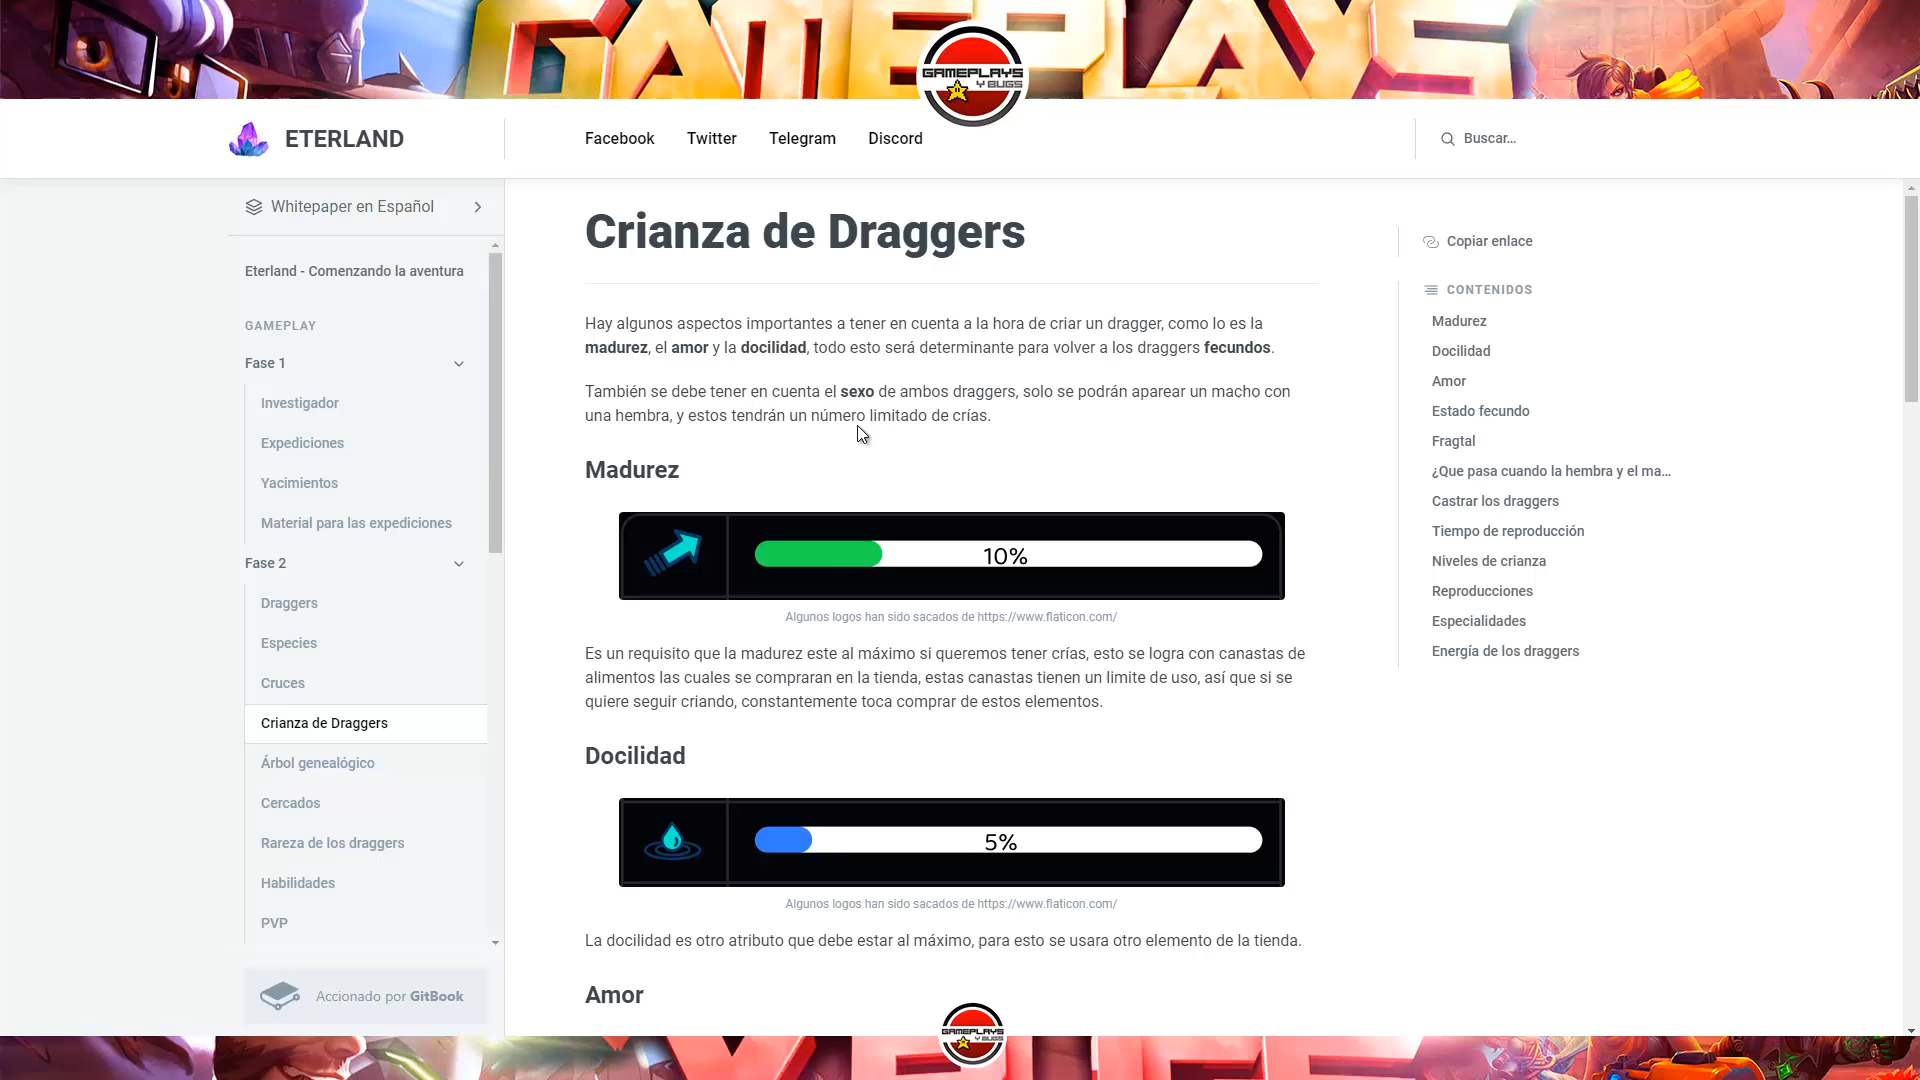 GAMEPLAYS
GAMEPLAYS
Y BUGS
ETERLAND
Facebook
Twitter
Telegram
Discord
Buscar...
Whitepaper en Español
Eterland - Comenzando la aventura
GAMEPLAY
Fase 1
Investigador
Expediciones
Yacimientos
Material para las expediciones
Fase 2
Draggers
Especies
Cruces
Crianza de Draggers
Árbol genealógico
Cercados
Rareza de los draggers
Habilidades
PVP
Accionado por GitBook
Crianza de Draggers
Hay algunos aspectos importantes a tener en cuenta a la hora de criar un dragger, como lo es la
madurez, el amor y la docilidad, todo esto será determinante para volver a los draggers fecundos.
También se debe tener en cuenta el sexo de ambos draggers, solo se podrán aparear un macho con
una hembra, y estos tendrán un número limitado de crías.
Madurez
10%
Algunos logos han sido sacados de https://www.flaticon.com/
Es un requisito que la madurez este al máximo si queremos tener crías, esto se logra con canastas de
alimentos las cuales se compraran en la tienda, estas canastas tienen un limite de uso, así que si se
quiere seguir criando, constantemente toca comprar de estos elementos.
Docilidad
5%
Algunos logos han sido sacados de https://www.flaticon.com/
La docilidad es otro atributo que debe estar al máximo, para esto se usara otro elemento de la tienda.
Amor
Copiar enlace
CONTENIDOS
Madurez
Docilidad
Amor
Estado fecundo
Fragtal
¿Que pasa cuando la hembra y el ma...
Castrar los draggers
Tiempo de reproducción
Niveles de crianza
Reproducciones
Especialidades
Energía de los draggers
GAMEPLAYS
Y BUGS